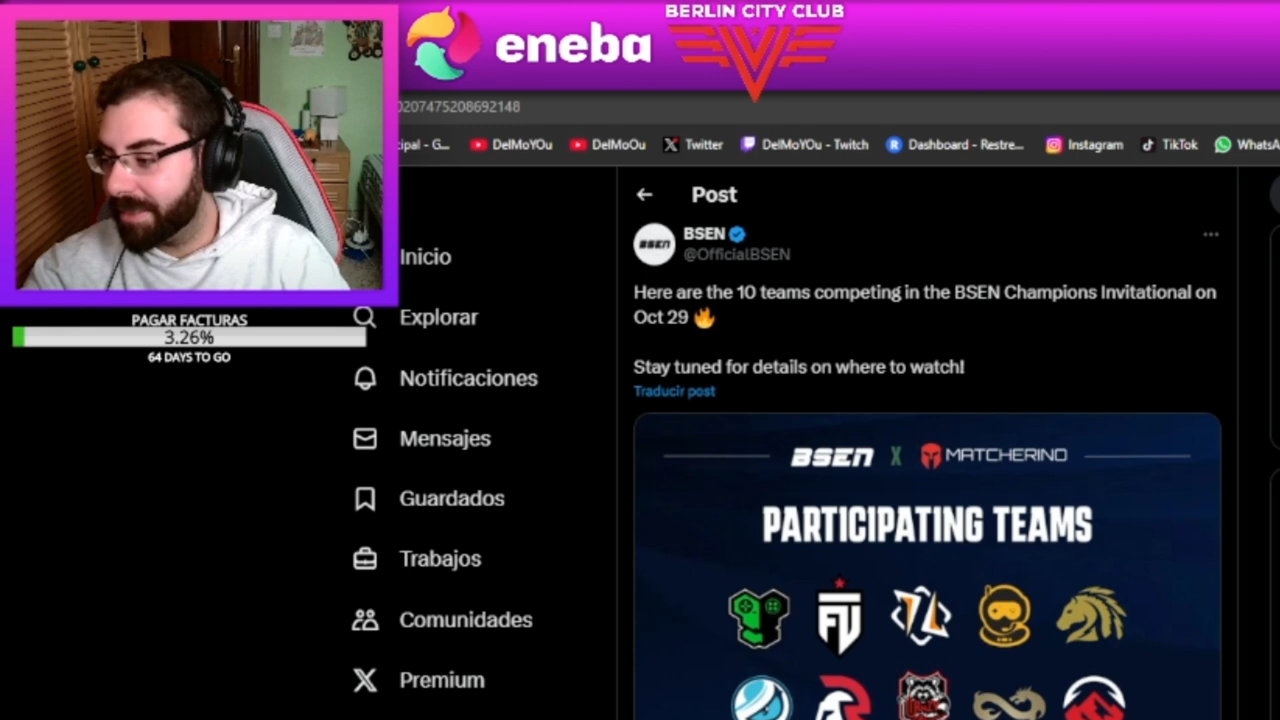 BERLIN CITY CLUB
eneba
0207475208692148
cipal - G...
DelMoYOu
DelMoOu
Twitter
DelMoYOu - Twitch
Dashboard - Restre...
Instagram
TikTok
WhatsA
Post
BSEN
@OfficialBSEN
Here are the 10 teams competing in the BSEN Champions Invitational on
Oct 29
Stay tuned for details on where to watch!
Traducir post
BSEN X MATCHERINO
PARTICIPATING TEAMS
PAGAR FACTURAS
3.26%
64 DAYS TO GO
Inicio
Explorar
Notificaciones
Mensajes
Guardados
Trabajos
Comunidades
Premium